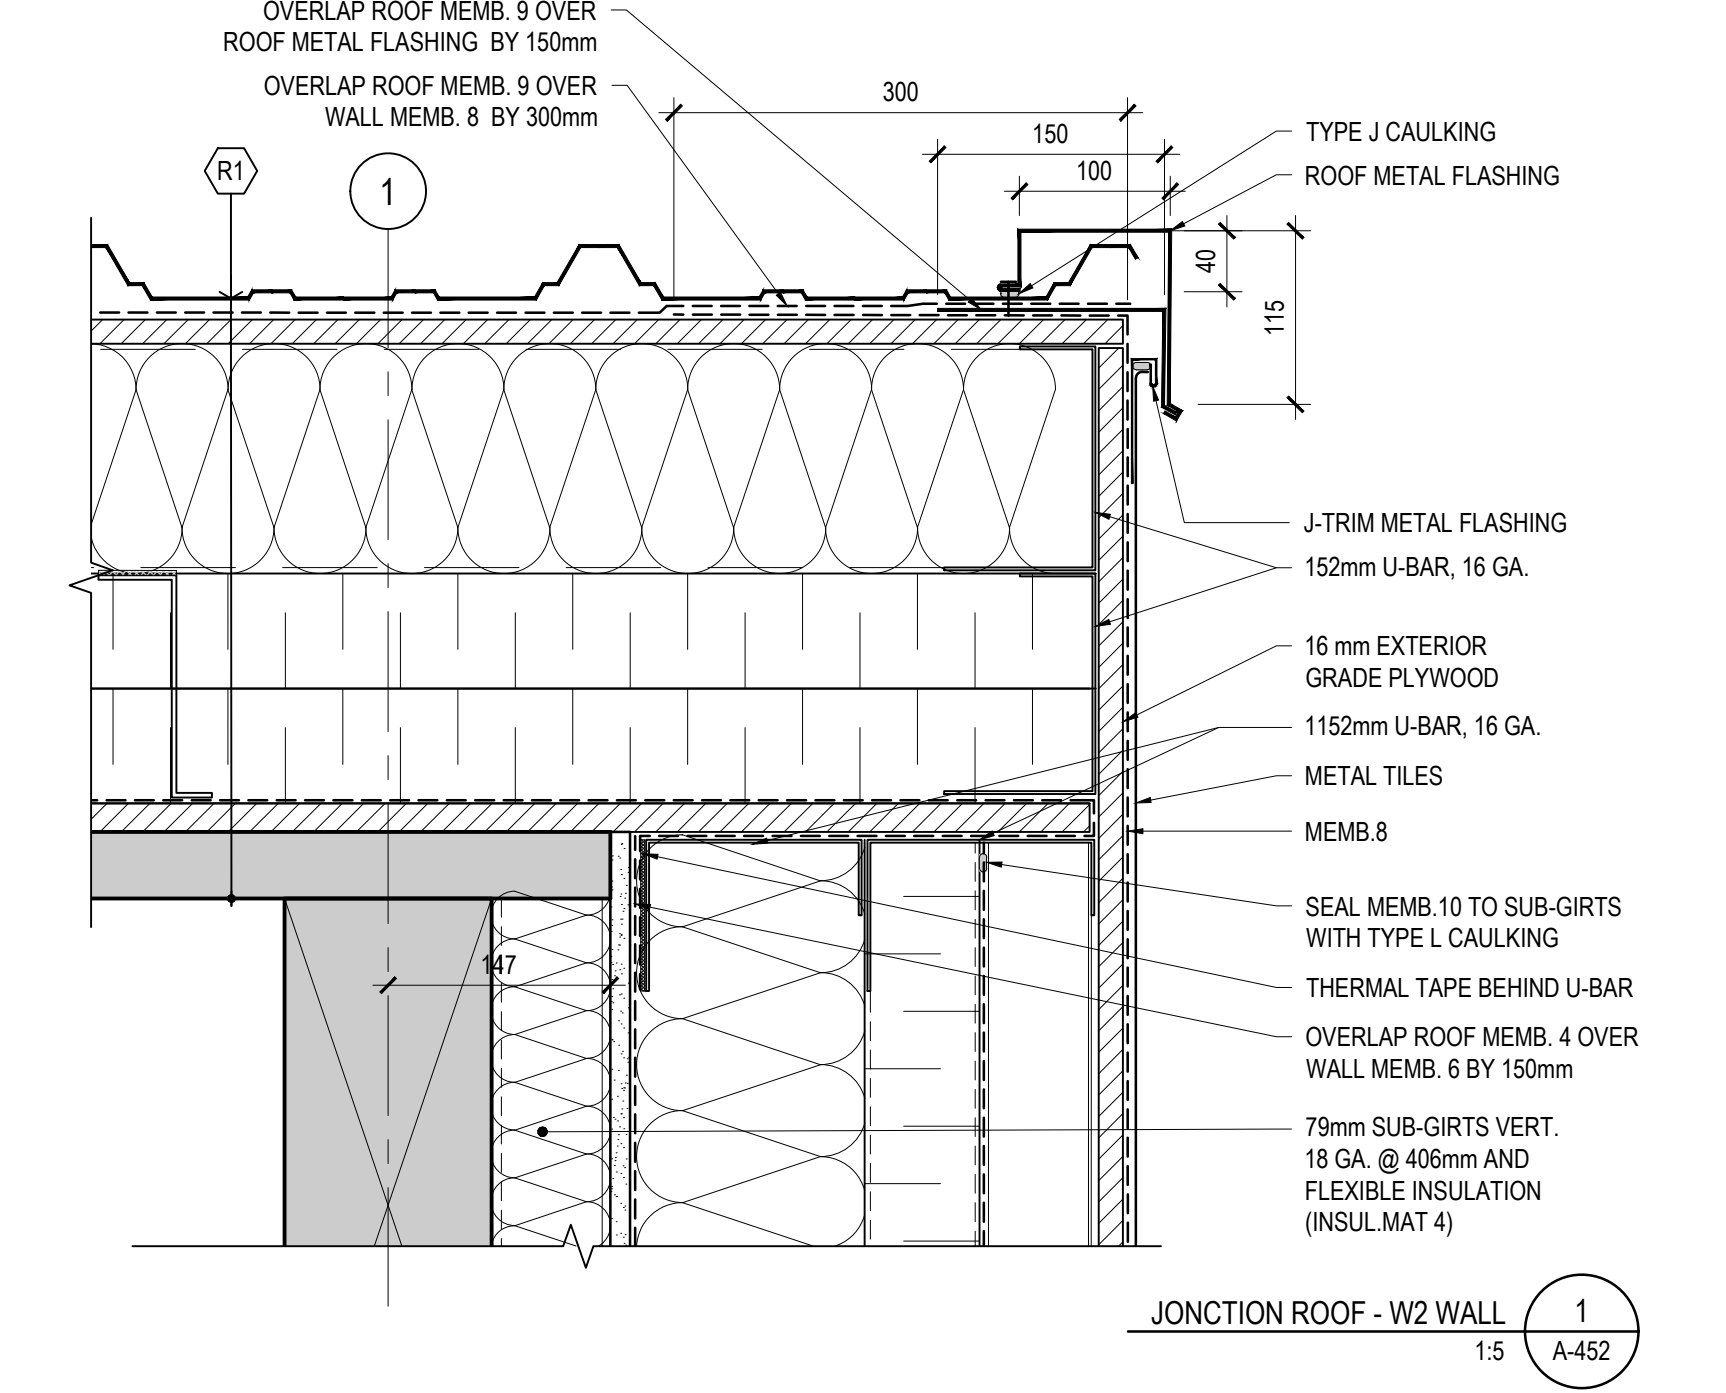 OVERLAP ROOF MEMB. 9 OVER
ROOF METAL FLASHING BY 150mm
OVERLAP ROOF MEMB. 9 OVER
WALL MEMB. 8 BY 300mm
300
150
100
R1
1
40
115
TYPE J CAULKING
ROOF METAL FLASHING
J-TRIM METAL FLASHING
152mm U-BAR, 16 GA.
16 mm EXTERIOR
GRADE PLYWOOD
1152mm U-BAR, 16 GA.
METAL TILES
MEMB.8
SEAL MEMB.10 TO SUB-GIRTS
WITH TYPE L CAULKING
147
THERMAL TAPE BEHIND U-BAR
OVERLAP ROOF MEMB. 4 OVER
WALL MEMB. 6 BY 150mm
79mm SUB-GIRTS VERT.
18 GA. @ 406mm AND
FLEXIBLE INSULATION
(INSUL.MAT 4)
JONCTION ROOF - W2 WALL
1:5
1
A-452